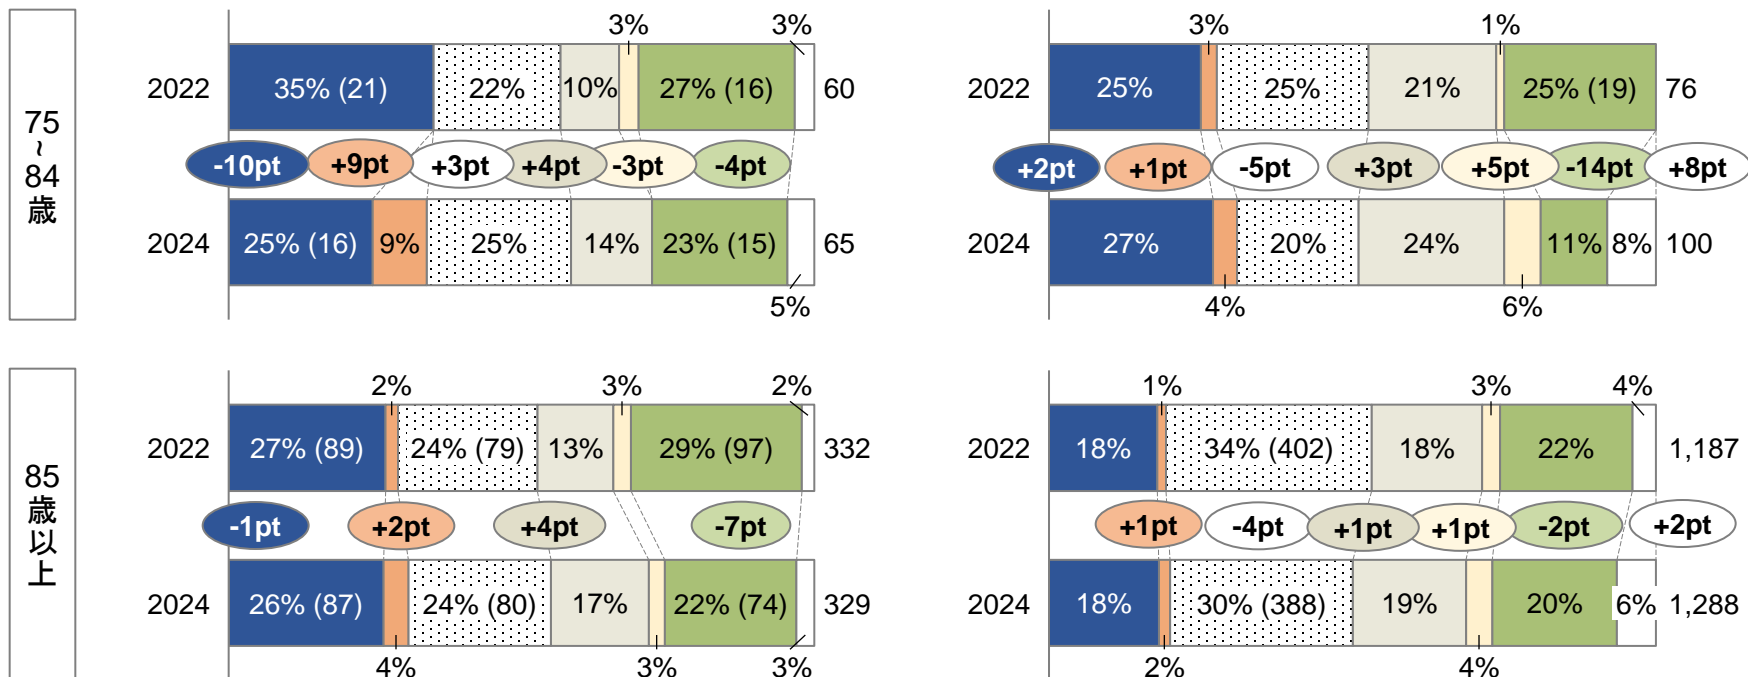 75~84歳
3%
3%
2022
35% (21)
22%
10%
27% (16)
60
-10pt
+9pt
+3pt
+4pt
-3pt
-4pt
2024
25% (16)
9%
25%
14%
23% (15)
65
5%
3%
1%
2022
25%
25%
21%
25% (19)
76
+2pt
+1pt
-5pt
+3pt
+5pt
-14pt
+8pt
2024
27%
20%
24%
11%
8%
100
4%
6%
85歳以上
2%
3%
2%
2022
27% (89)
24% (79)
13%
29% (97)
332
-1pt
+2pt
+4pt
-7pt
2024
26% (87)
24% (80)
17%
22% (74)
329
4%
3%
3%
1%
3%
4%
2022
18%
34% (402)
18%
22%
1,187
+1pt
-4pt
+1pt
+1pt
-2pt
+2pt
2024
18%
30% (388)
19%
20%
6%
1,288
2%
4%